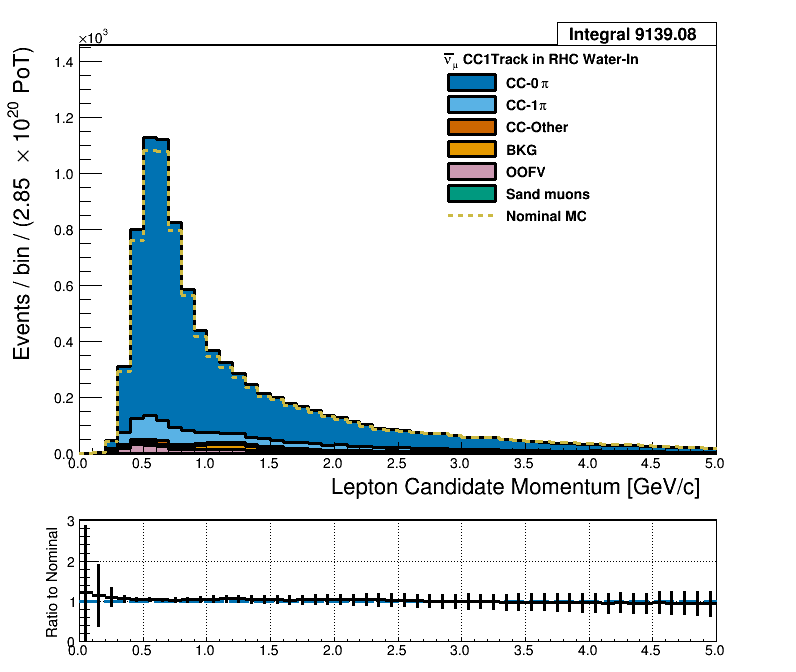 Integral 9139.08
×10³
ν̅μ CC1Track in RHC Water-In
CC-0π
CC-1π
CC-Other
BKG
OOFV
Sand muons
Nominal MC
Events / bin / (2.85 × 10²⁰ PoT)
1.4
1.2
1.0
0.8
0.6
0.4
0.2
0.0
0.0 0.5 1.0 1.5 2.0 2.5 3.0 3.5 4.0 4.5 5.0
Lepton Candidate Momentum [GeV/c]
Ratio to Nominal
3
2
1
0
0.0 0.5 1.0 1.5 2.0 2.5 3.0 3.5 4.0 4.5 5.0